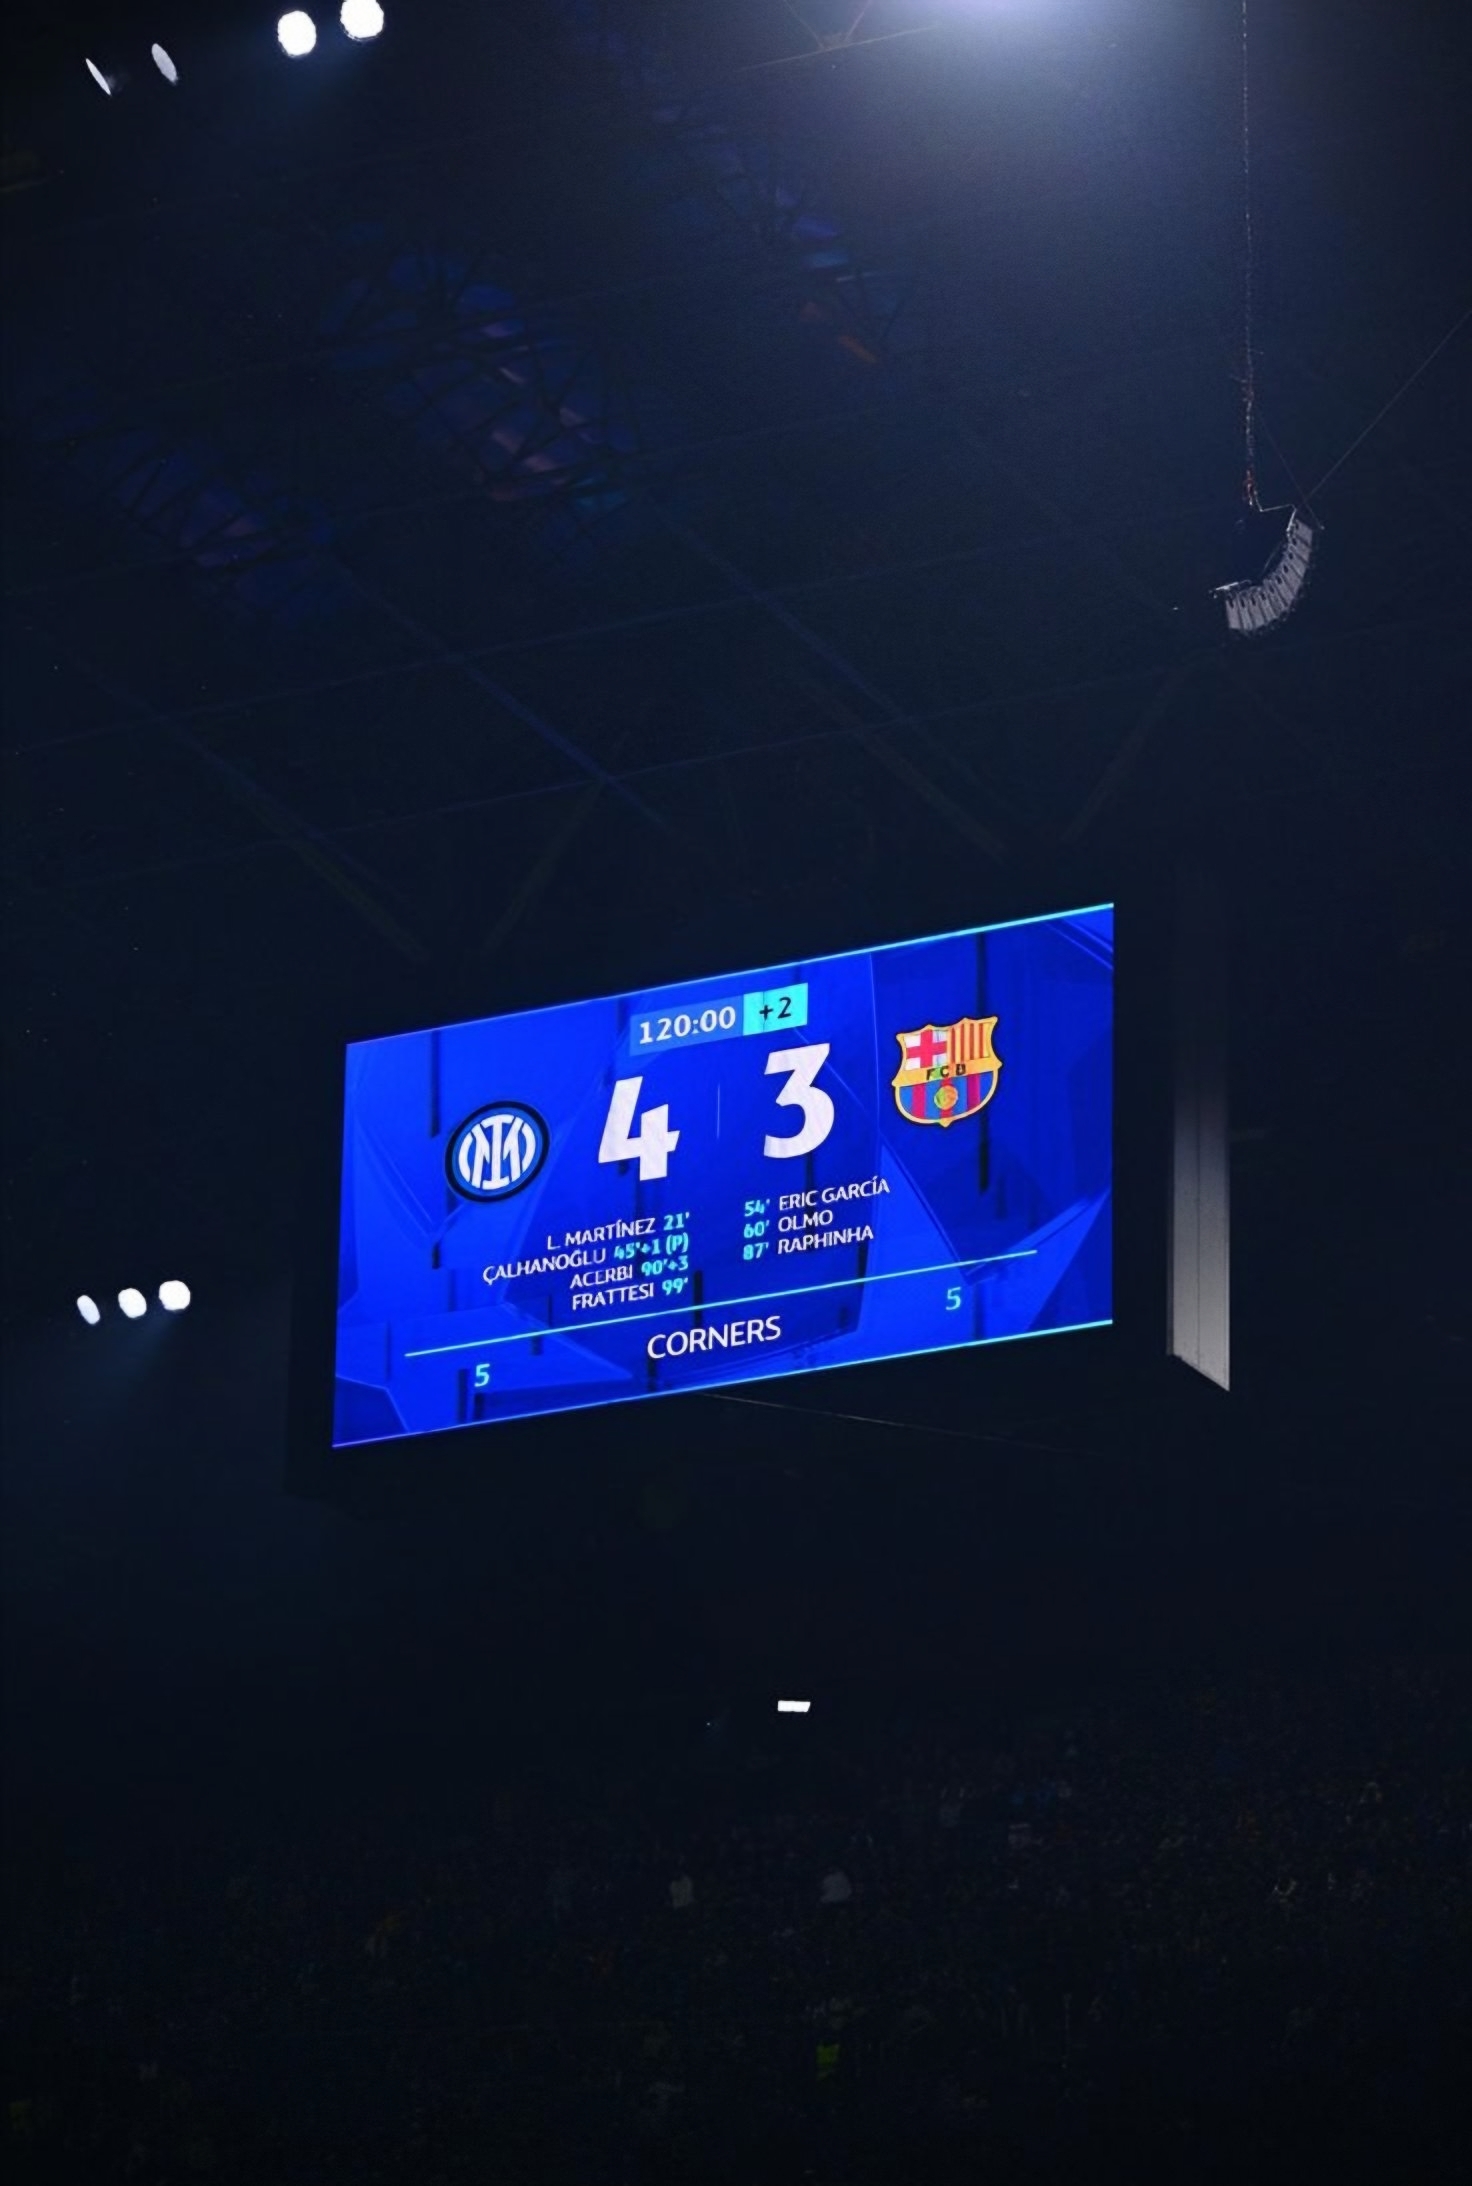 120:00 +2
4 3
FCB
L. MARTÍNEZ 21'
ÇALHANOĞLU 45'+1 (P)
ACERBI 90'+3
FRATTESI 99'
54' ERIC GARCÍA
60' OLMO
87' RAPHINHA
5 CORNERS 5